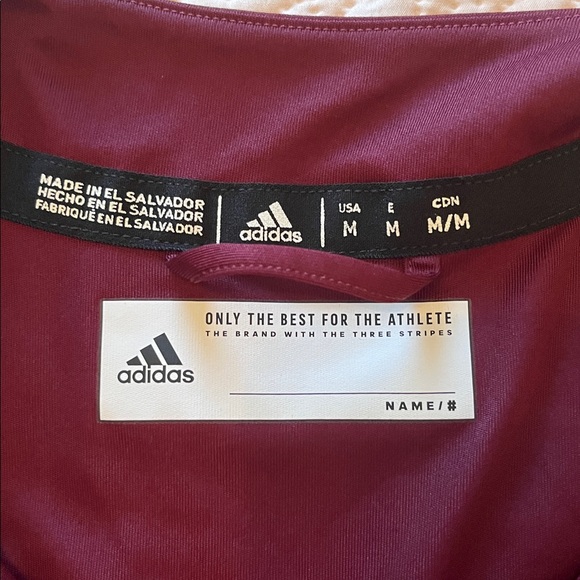 MADE IN EL SALVADOR
HECHO EN EL SALVADOR
FABRIQUÉ EN EL SALVADOR
adidas
USA E CDN
M M M/M
ONLY THE BEST FOR THE ATHLETE
THE BRAND WITH THE THREE STRIPES
adidas
NAME/#